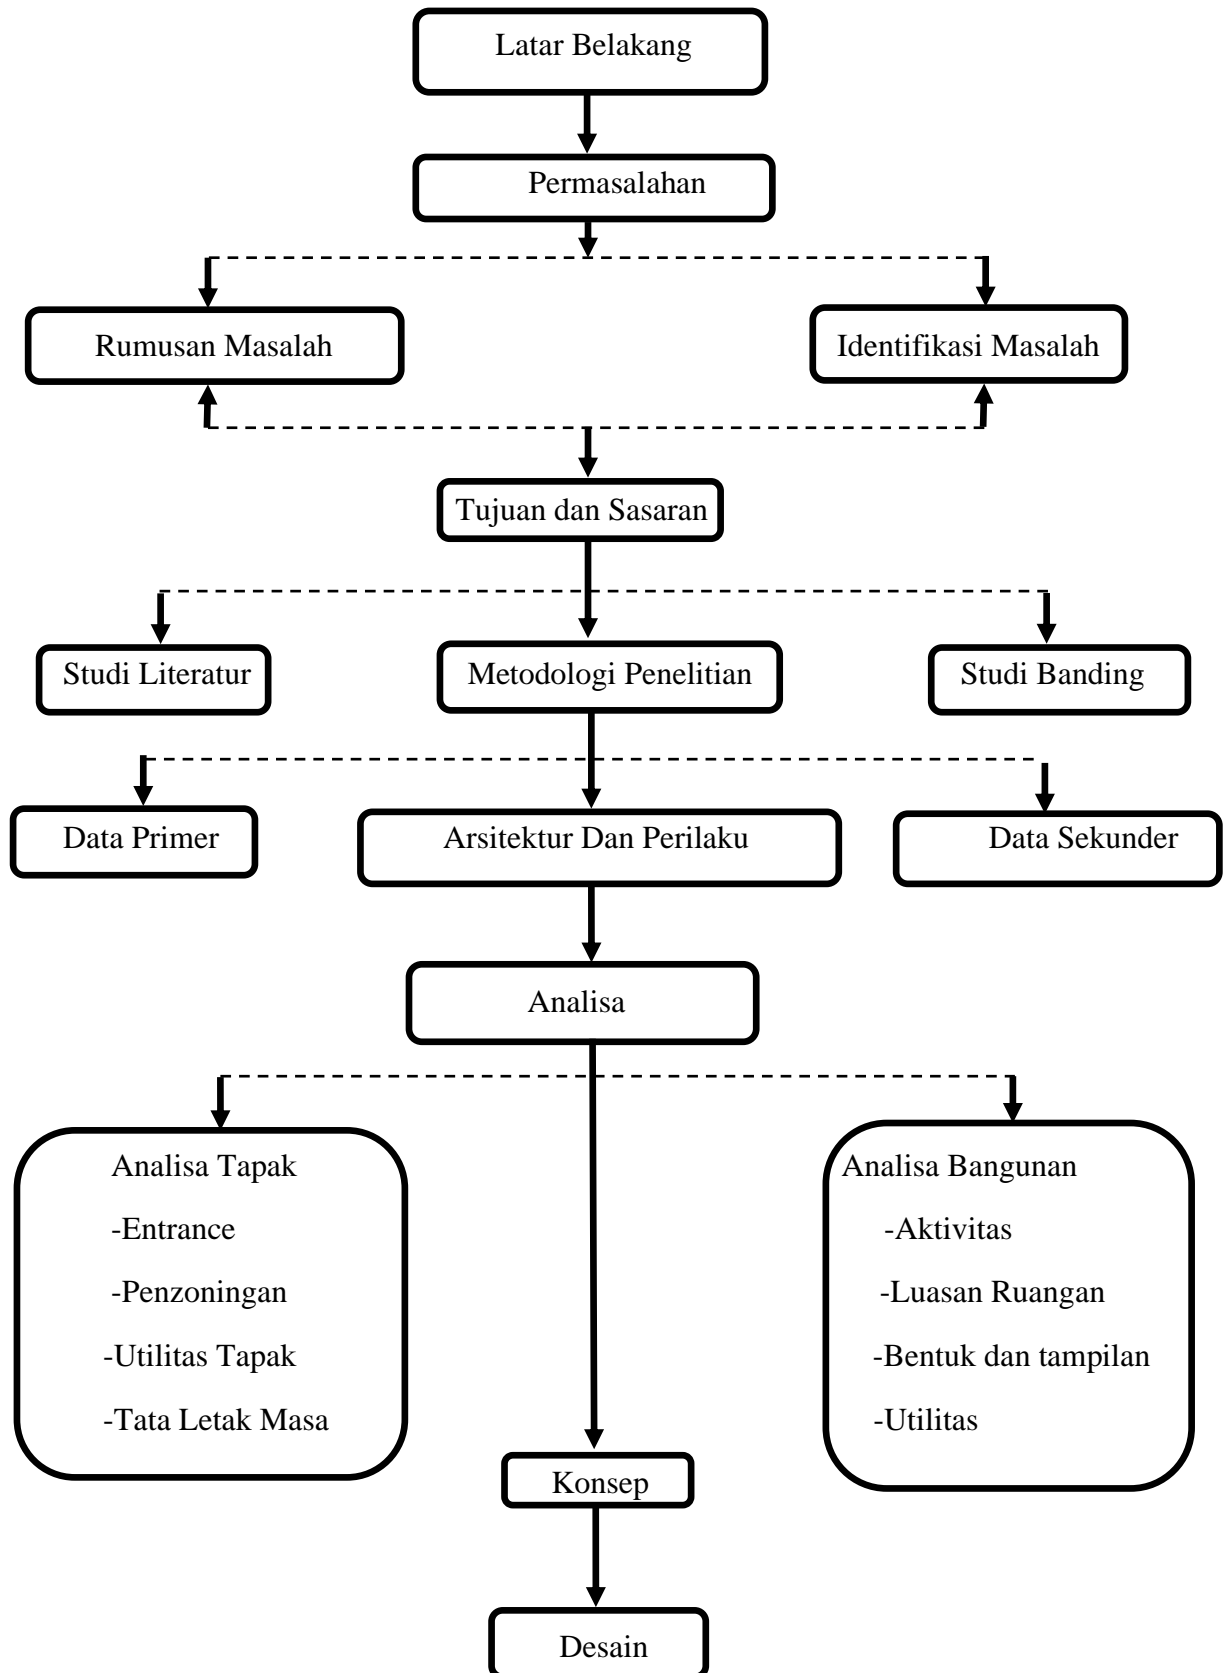 Latar Belakang
Permasalahan
Rumusan Masalah
Identifikasi Masalah
Tujuan dan Sasaran
Studi Literatur
Metodologi Penelitian
Studi Banding
Data Primer
Arsitektur Dan Perilaku
Data Sekunder
Analisa
Analisa Tapak
-Entrance
-Penzoningan
-Utilitas Tapak
-Tata Letak Masa
Analisa Bangunan
-Aktivitas
-Luasan Ruangan
-Bentuk dan tampilan
-Utilitas
Konsep
Desain